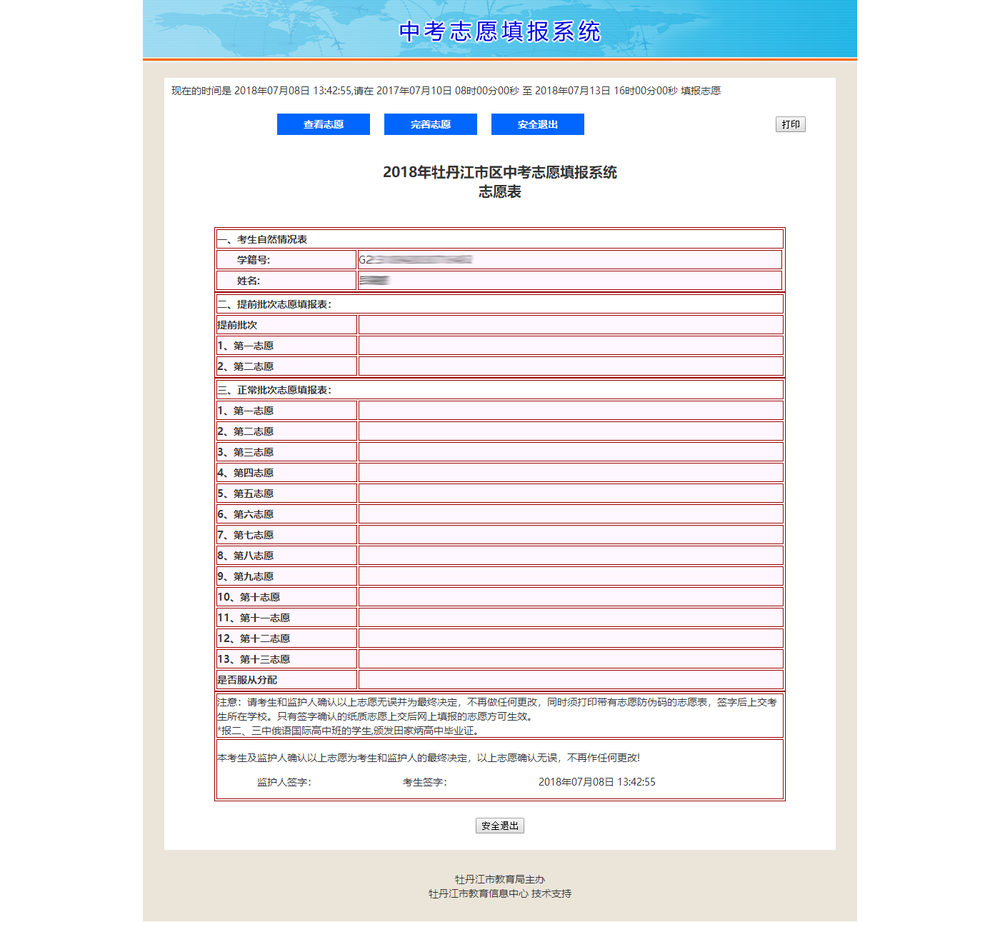 中考志愿填报系统
现在的时间是 2018年07月08日 13:42:55,请在 2017年07月10日 08时00分00秒 至 2018年07月13日 16时00分00秒 填报志愿
查看志愿 完善志愿 安全退出 打印
2018年牡丹江市区中考志愿填报系统
志愿表
一、考生自然情况表
学籍号: G2
姓名:
二、提前批次志愿填报表:
提前批次
1、第一志愿
2、第二志愿
三、正常批次志愿填报表:
1、第一志愿
2、第二志愿
3、第三志愿
4、第四志愿
5、第五志愿
6、第六志愿
7、第七志愿
8、第八志愿
9、第九志愿
10、第十志愿
11、第十一志愿
12、第十二志愿
13、第十三志愿
是否服从分配
注意：请考生和监护人确认以上志愿无误并为最终决定，不再做任何更改，同时须打印带有志愿防伪码的志愿表，签字后上交考
生所在学校。只有签字确认的纸质志愿上交后网上填报的志愿方可生效。
*报二、三中俄语国际高中班的学生,颁发田家炳高中毕业证。
本考生及监护人确认以上志愿为考生和监护人的最终决定，以上志愿确认无误，不再作任何更改!
监护人签字: 考生签字: 2018年07月08日 13:42:55
安全退出
牡丹江市教育局主办
牡丹江市教育信息中心 技术支持